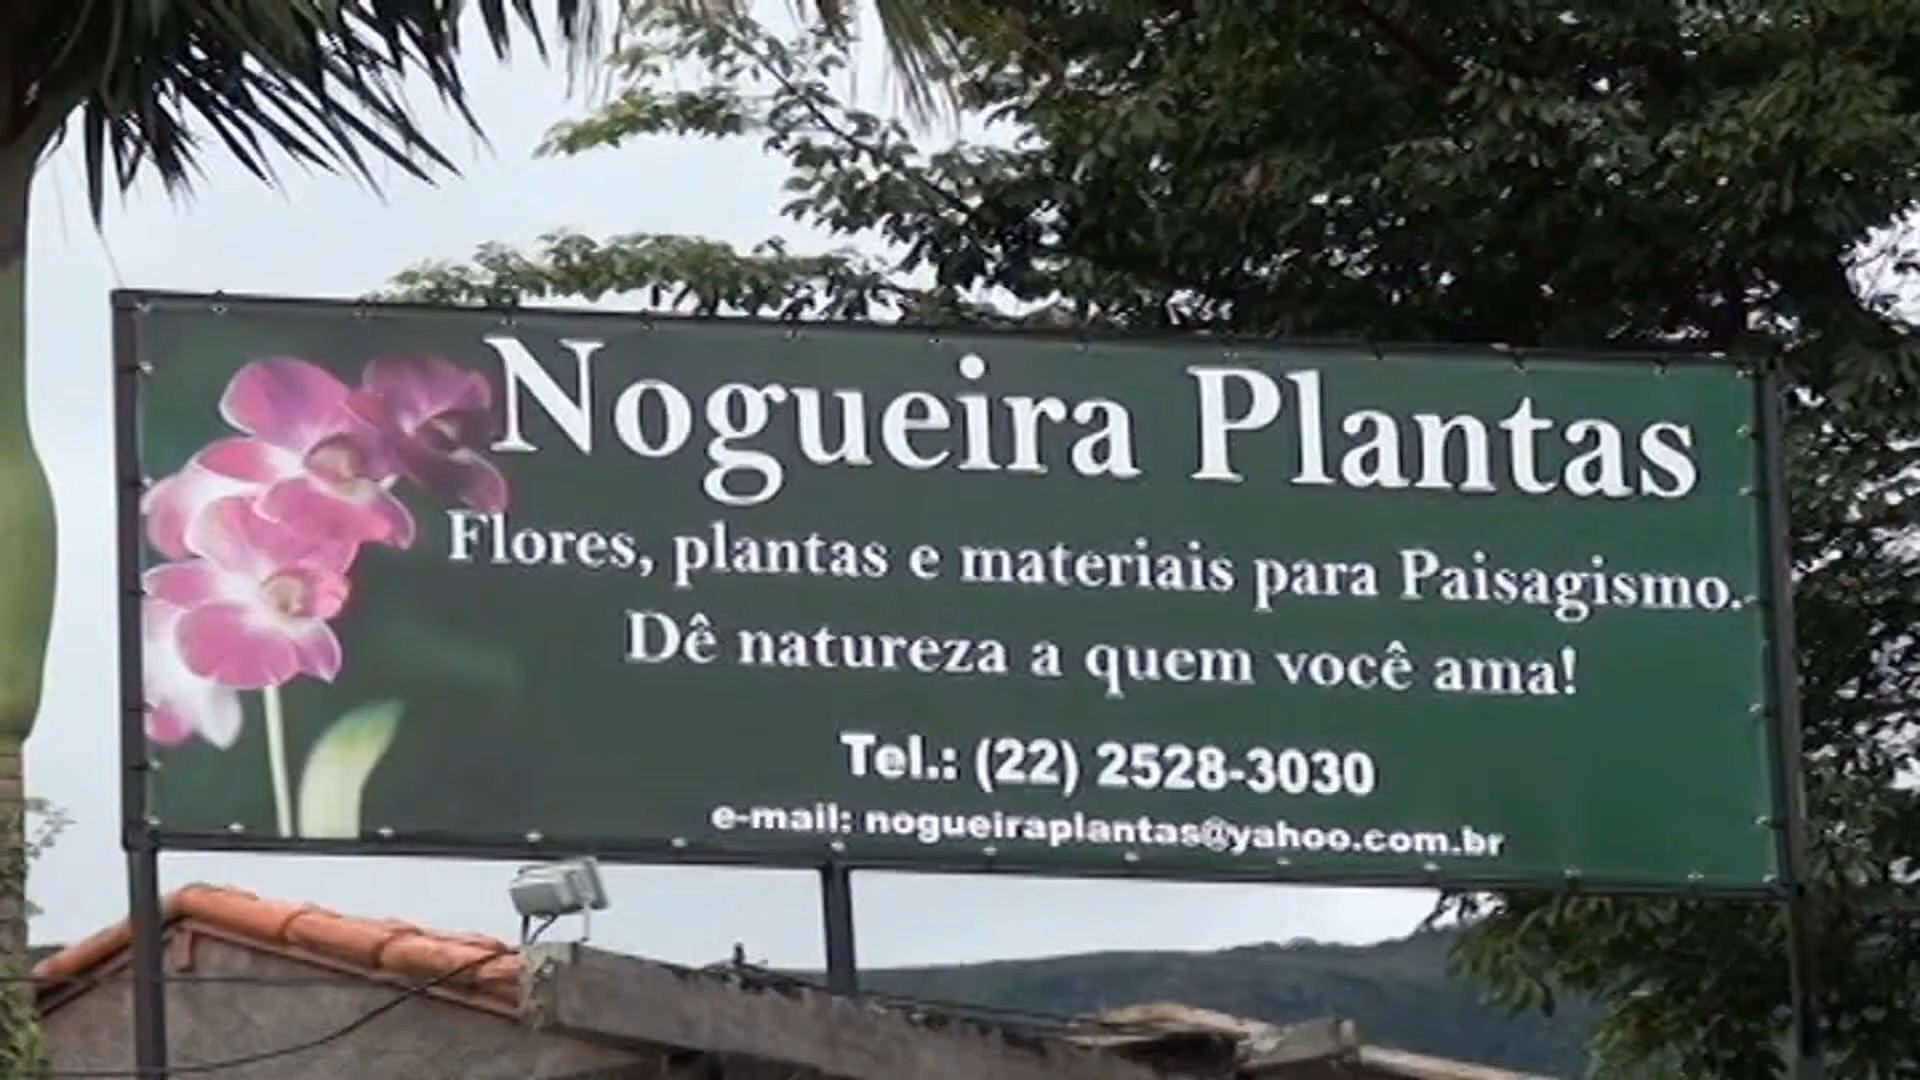 Nogueira Plantas
Flores, plantas e materiais para Paisagismo.
Dê natureza a quem você ama!
Tel.: (22) 2528-3030
e-mail: nogueiraplantas@yahoo.com.br